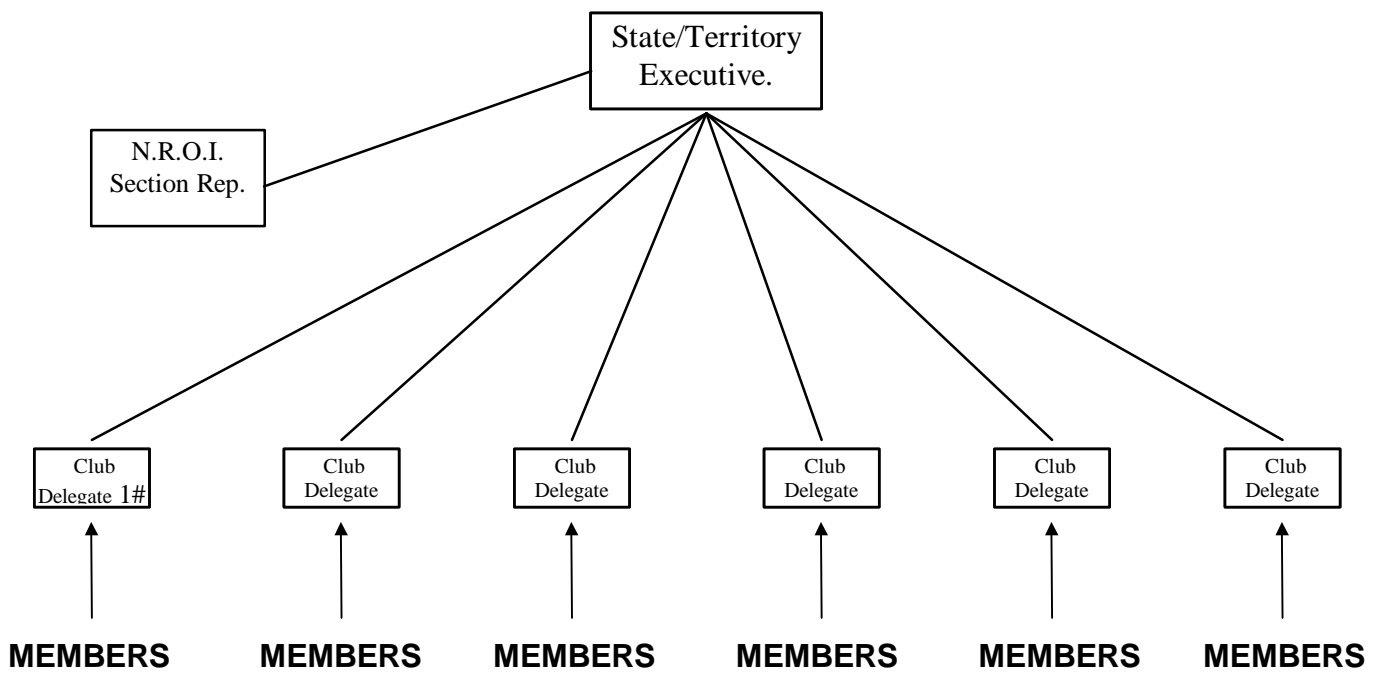 State/Territory
Executive.
N.R.O.I.
Section Rep.
Club
Delegate 1#
Club
Delegate
Club
Delegate
Club
Delegate
Club
Delegate
Club
Delegate
MEMBERS
MEMBERS
MEMBERS
MEMBERS
MEMBERS
MEMBERS